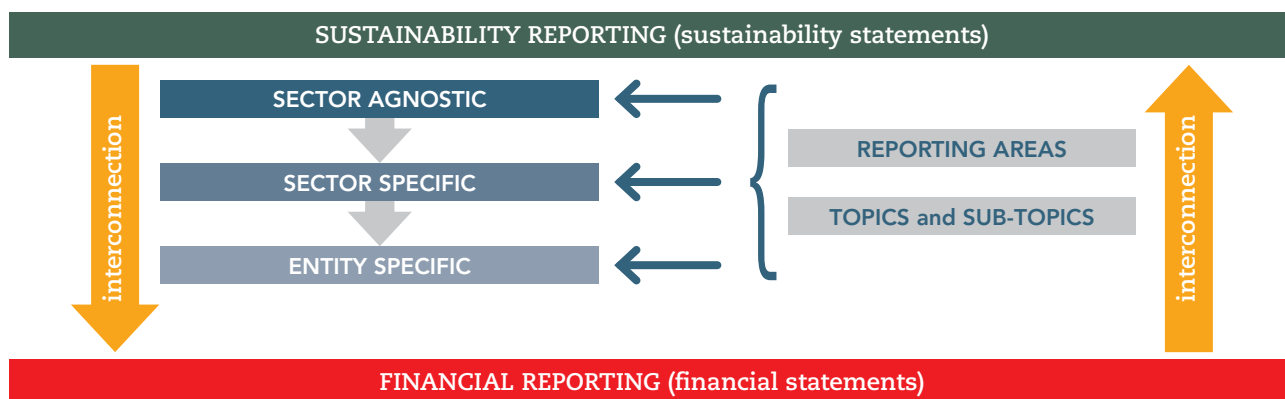 SUSTAINABILITY REPORTING (sustainability statements)
interconnection
SECTOR AGNOSTIC
SECTOR SPECIFIC
ENTITY SPECIFIC
REPORTING AREAS
TOPICS and SUB-TOPICS
interconnection
FINANCIAL REPORTING (financial statements)